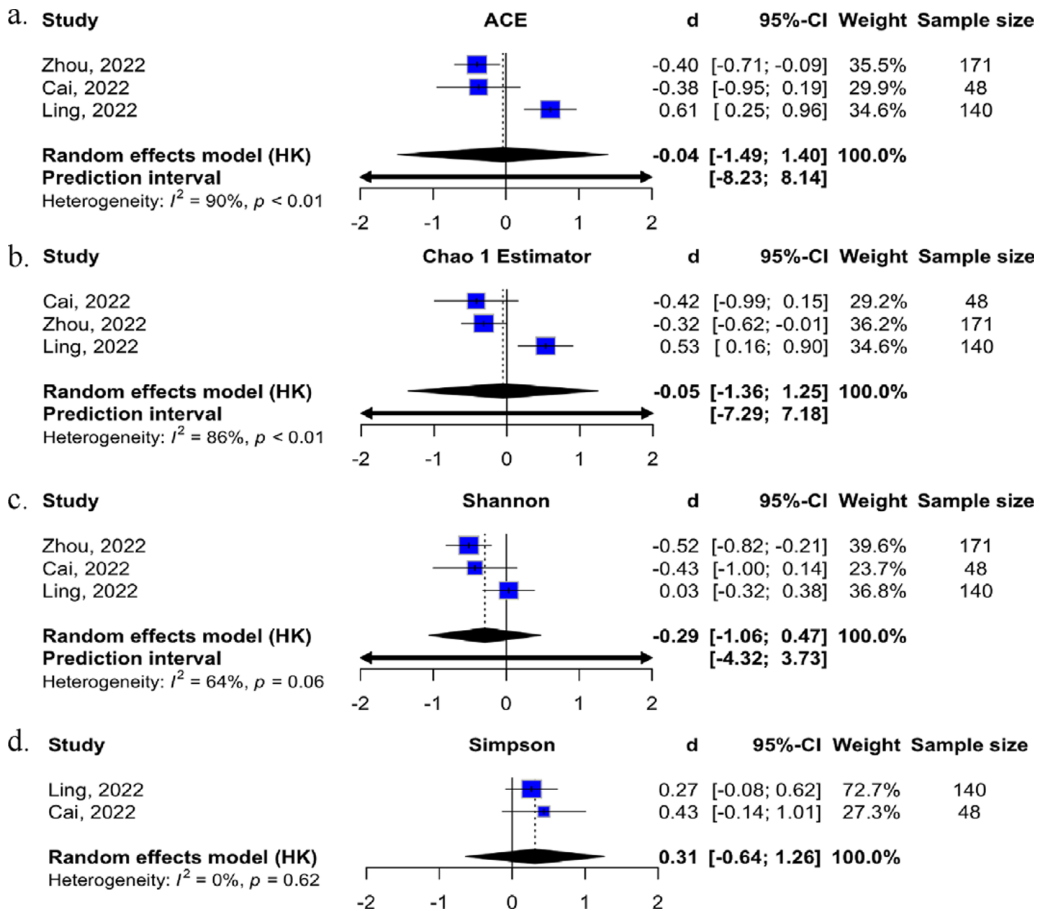 a. Study ACE d 95%-CI Weight Sample size
Zhou, 2022 -0.40 [-0.71; -0.09] 35.5% 171
Cai, 2022 -0.38 [-0.95; 0.19] 29.9% 48
Ling, 2022 0.61 [ 0.25; 0.96] 34.6% 140
Random effects model (HK) -0.04 [-1.49; 1.40] 100.0%
Prediction interval [-8.23; 8.14]
Heterogeneity: I² = 90%, p < 0.01
-2 -1 0 1 2
b. Study Chao 1 Estimator d 95%-CI Weight Sample size
Cai, 2022 -0.42 [-0.99; 0.15] 29.2% 48
Zhou, 2022 -0.32 [-0.62; -0.01] 36.2% 171
Ling, 2022 0.53 [ 0.16; 0.90] 34.6% 140
Random effects model (HK) -0.05 [-1.36; 1.25] 100.0%
Prediction interval [-7.29; 7.18]
Heterogeneity: I² = 86%, p < 0.01
-2 -1 0 1 2
c. Study Shannon d 95%-CI Weight Sample size
Zhou, 2022 -0.52 [-0.82; -0.21] 39.6% 171
Cai, 2022 -0.43 [-1.00; 0.14] 23.7% 48
Ling, 2022 0.03 [-0.32; 0.38] 36.8% 140
Random effects model (HK) -0.29 [-1.06; 0.47] 100.0%
Prediction interval [-4.32; 3.73]
Heterogeneity: I² = 64%, p = 0.06
-2 -1 0 1 2
d. Study Simpson d 95%-CI Weight Sample size
Ling, 2022 0.27 [-0.08; 0.62] 72.7% 140
Cai, 2022 0.43 [-0.14; 1.01] 27.3% 48
Random effects model (HK) 0.31 [-0.64; 1.26] 100.0%
Heterogeneity: I² = 0%, p = 0.62
-2 -1 0 1 2